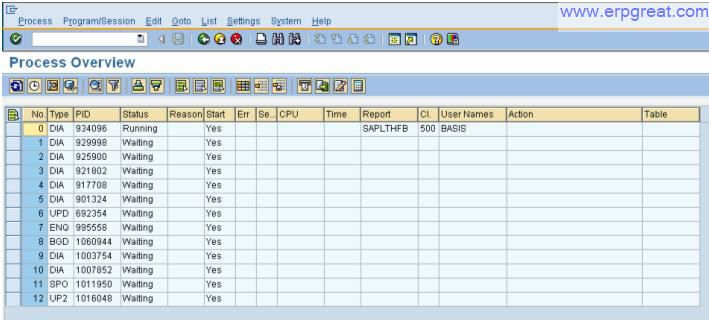 www.erpgreat.com
Process Program/Session Edit Goto List Settings System Help
Process Overview
No. Type PID Status Reason Start Err Se... CPU Time Report Cl. User Names Action Table
0 DIA 934096 Running Yes SAPLTHFB 500 BASIS
1 DIA 929998 Waiting Yes
2 DIA 925900 Waiting Yes
3 DIA 921802 Waiting Yes
4 DIA 917708 Waiting Yes
5 DIA 901324 Waiting Yes
6 UPD 692354 Waiting Yes
7 ENQ 995558 Waiting Yes
8 BGD 1060944 Waiting Yes
9 DIA 1003754 Waiting Yes
10 DIA 1007852 Waiting Yes
11 SPO 1011950 Waiting Yes
12 UP2 1016048 Waiting Yes